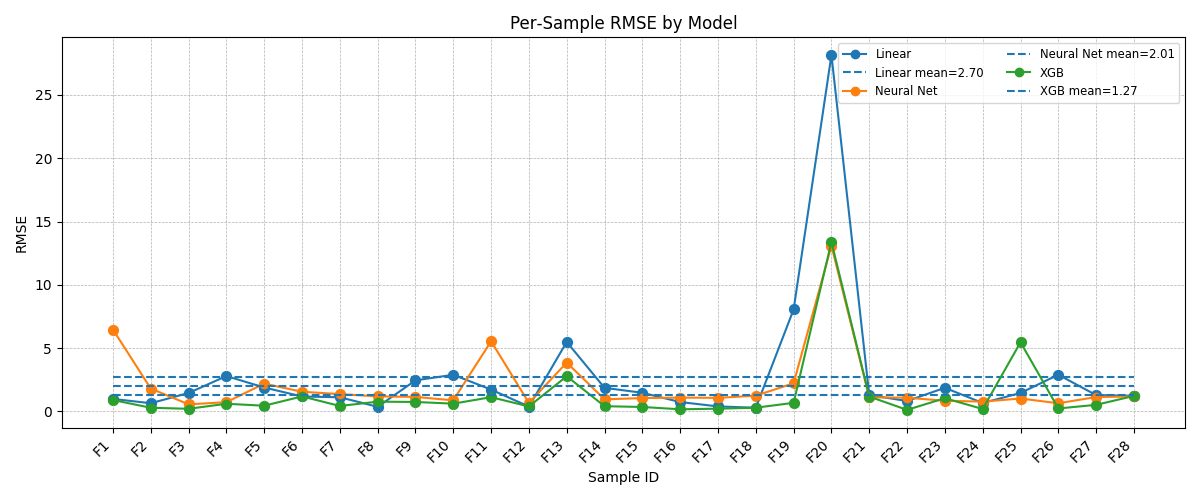 Per-Sample RMSE by Model
Linear
Linear mean=2.70
Neural Net
Neural Net mean=2.01
XGB
XGB mean=1.27
RMSE
25
20
15
10
5
0
F1 F2 F3 F4 F5 F6 F7 F8 F9 F10 F11 F12 F13 F14 F15 F16 F17 F18 F19 F20 F21 F22 F23 F24 F25 F26 F27 F28
Sample ID